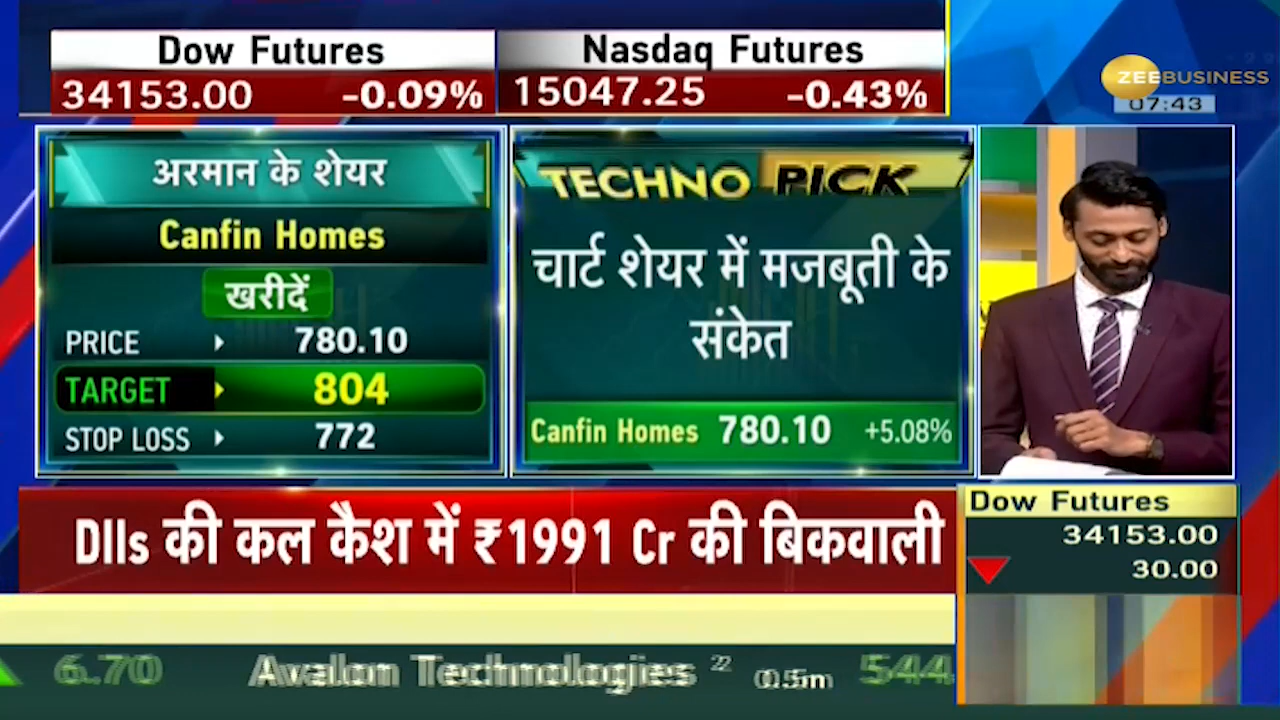 Dow Futures
34153.00 -0.09%
Nasdaq Futures
15047.25 -0.43%
ZEEBUSINESS
07:43
अरमान के शेयर
Canfin Homes
खरीदें
PRICE 780.10
TARGET 804
STOP LOSS 772
TECHNO PICK
चार्ट शेयर में मजबूती के
संकेत
Canfin Homes 780.10 +5.08%
DIIs की कल कैश में ₹1991 Cr की बिकवाली
Dow Futures
34153.00
30.00
6.70 Avalon Technologies 0.5m 544